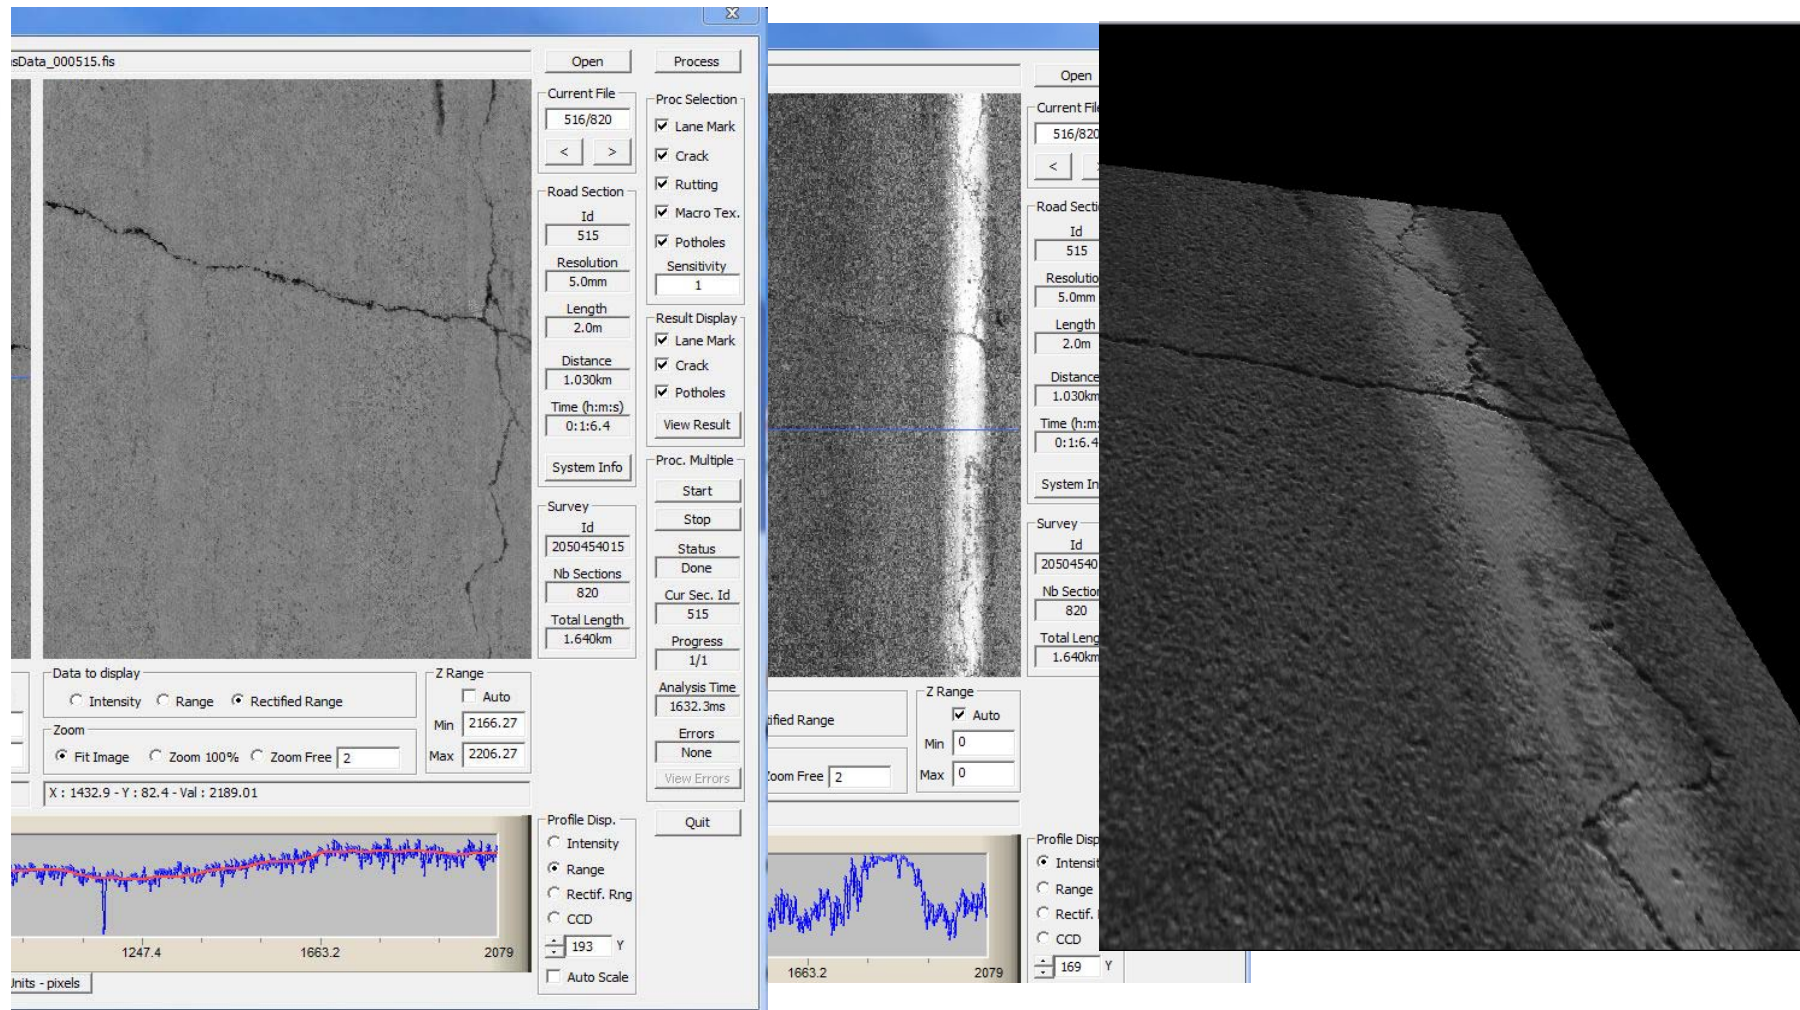 sData_000515.fis
Open
Process
Current File
516/820
<
>
Proc Selection
Lane Mark
Crack
Rutting
Macro Tex.
Potholes
Sensitivity
1
Road Section
Id
515
Resolution
5.0mm
Length
2.0m
Distance
1.030km
Time (h:m:s)
0:1:6.4
System Info
Result Display
Lane Mark
Crack
Potholes
View Result
Proc. Multiple
Start
Stop
Status
Done
Cur Sec. Id
515
Progress
1/1
Analysis Time
1632.3ms
Errors
None
View Errors
Quit
Survey
Id
2050454015
Nb Sections
820
Total Length
1.640km
Data to display
Intensity Range Rectified Range
Zoom
Fit Image Zoom 100% Zoom Free 2
Z Range
Auto
Min 2166.27
Max 2206.27
X : 1432.9 - Y : 82.4 - Val : 2189.01
Profile Disp.
Intensity
Range
Rectif. Rng
CCD
193 Y
Auto Scale
1247.4 1663.2 2079
Units - pixels
Open
Current File
516/820
<
Road Secti
Id
515
Resolutio
5.0mm
Length
2.0m
Distance
1.030km
Time (h:m:
0:1:6.4
System In
Survey
Id
20504540
Nb Section
820
Total Leng
1.640km
tified Range
Zoom Free 2
Z Range
Auto
Min 0
Max 0
Profile Disp
Intensit
Range
Rectif.
CCD
169 Y
1663.2 2079